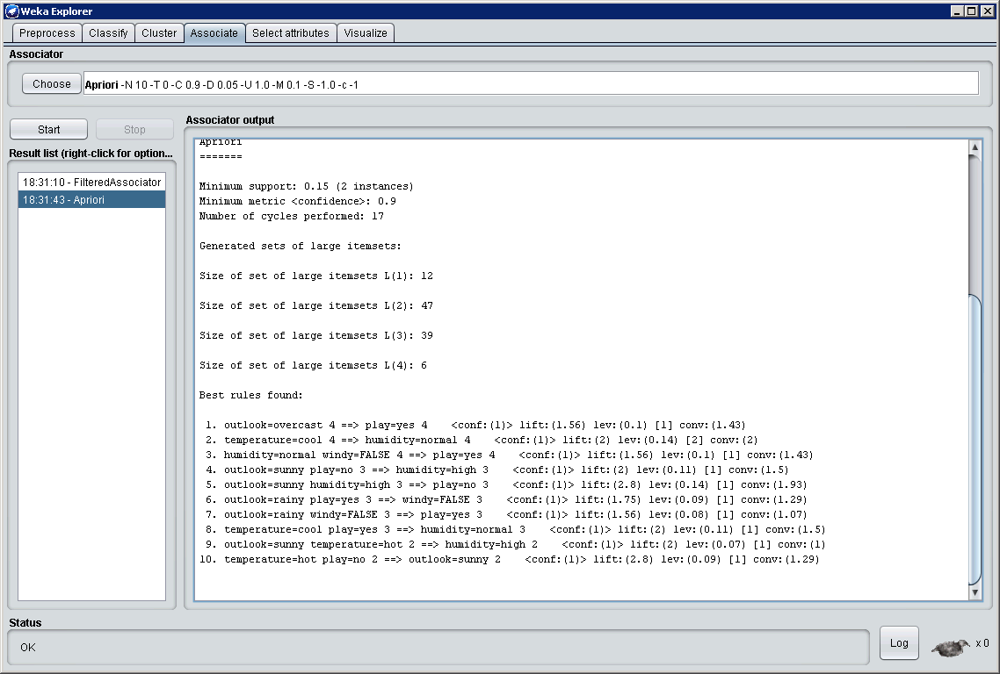 Weka Explorer
Preprocess Classify Cluster Associate Select attributes Visualize
Associator
Choose Apriori -N 10 -T 0 -C 0.9 -D 0.05 -U 1.0 -M 0.1 -S -1.0 -c -1
Start Stop
Result list (right-click for option...
18:31:10 - FilteredAssociator
18:31:43 - Apriori
Associator output
Apriori
=======
Minimum support: 0.15 (2 instances)
Minimum metric <confidence>: 0.9
Number of cycles performed: 17
Generated sets of large itemsets:
Size of set of large itemsets L(1): 12
Size of set of large itemsets L(2): 47
Size of set of large itemsets L(3): 39
Size of set of large itemsets L(4): 6
Best rules found:
1. outlook=overcast 4 ==> play=yes 4 <conf:(1)> lift:(1.56) lev:(0.1) [1] conv:(1.43)
2. temperature=cool 4 ==> humidity=normal 4 <conf:(1)> lift:(2) lev:(0.14) [2] conv:(2)
3. humidity=normal windy=FALSE 4 ==> play=yes 4 <conf:(1)> lift:(1.56) lev:(0.1) [1] conv:(1.43)
4. outlook=sunny play=no 3 ==> humidity=high 3 <conf:(1)> lift:(2) lev:(0.11) [1] conv:(1.5)
5. outlook=sunny humidity=high 3 ==> play=no 3 <conf:(1)> lift:(2.8) lev:(0.14) [1] conv:(1.93)
6. outlook=rainy play=yes 3 ==> windy=FALSE 3 <conf:(1)> lift:(1.75) lev:(0.09) [1] conv:(1.29)
7. outlook=rainy windy=FALSE 3 ==> play=yes 3 <conf:(1)> lift:(1.56) lev:(0.08) [1] conv:(1.07)
8. temperature=cool play=yes 3 ==> humidity=normal 3 <conf:(1)> lift:(2) lev:(0.11) [1] conv:(1.5)
9. outlook=sunny temperature=hot 2 ==> humidity=high 2 <conf:(1)> lift:(2) lev:(0.07) [1] conv:(1)
10. temperature=hot play=no 2 ==> outlook=sunny 2 <conf:(1)> lift:(2.8) lev:(0.09) [1] conv:(1.29)
Status
OK
Log
x 0